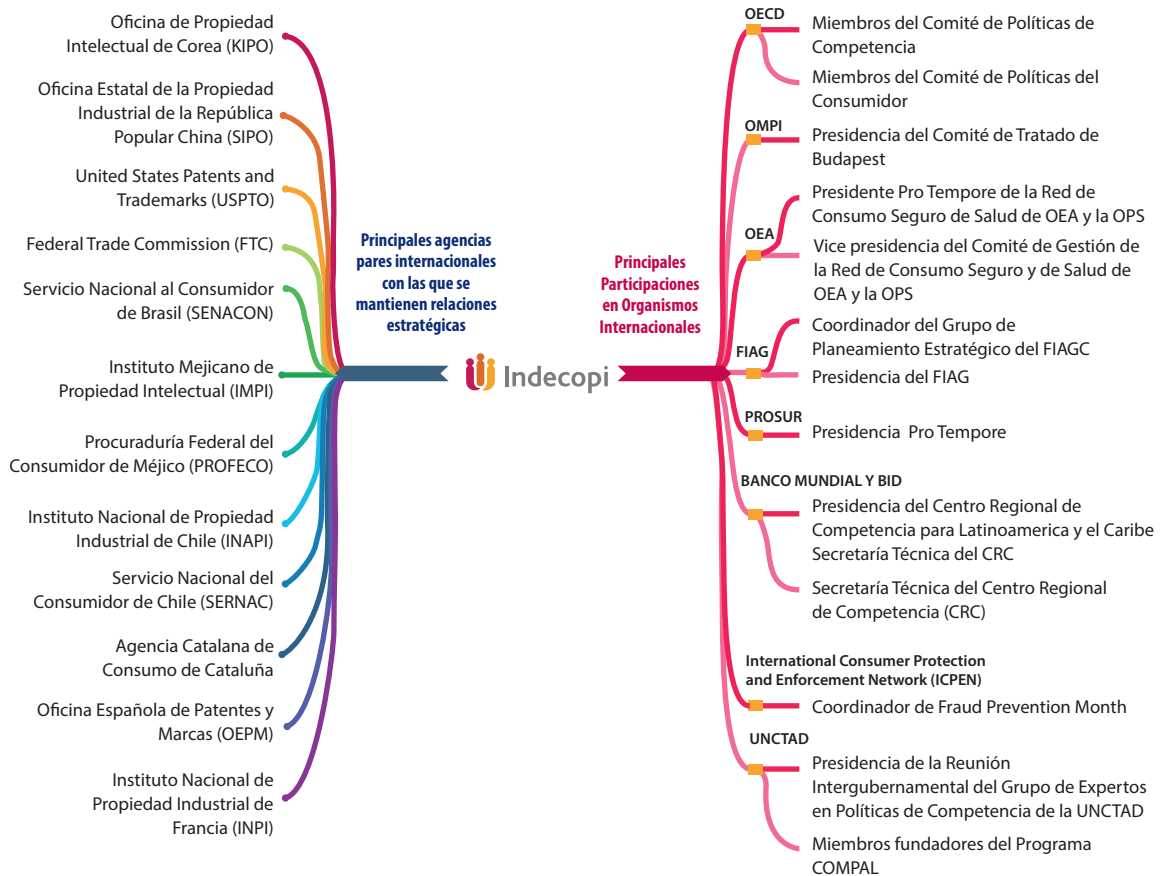 Oficina de Propiedad
Intelectual de Corea (KIPO)
Oficina Estatal de la Propiedad
Industrial de la República
Popular China (SIPO)
United States Patents and
Trademarks (USPTO)
Federal Trade Commission (FTC)
Servicio Nacional al Consumidor
de Brasil (SENACON)
Instituto Mejicano de
Propiedad Intelectual (IMPI)
Procuraduría Federal del
Consumidor de Méjico (PROFECO)
Instituto Nacional de Propiedad
Industrial de Chile (INAPI)
Servicio Nacional del
Consumidor de Chile (SERNAC)
Agencia Catalana de
Consumo de Cataluña
Oficina Española de Patentes y
Marcas (OEPM)
Instituto Nacional de
Propiedad Industrial de
Francia (INPI)
Principales agencias
pares internacionales
con las que se
mantienen relaciones
estratégicas
Indecopi
Principales
Participaciones
en Organismos
Internacionales
OECD
Miembros del Comité de Políticas de
Competencia
Miembros del Comité de Políticas del
Consumidor
OMPI
Presidencia del Comité de Tratado de
Budapest
OEA
Presidente Pro Tempore de la Red de
Consumo Seguro de Salud de OEA y la OPS
Vice presidencia del Comité de Gestión de
la Red de Consumo Seguro y de Salud de
OEA y la OPS
FIAG
Coordinador del Grupo de
Planeamiento Estratégico del FIAGC
Presidencia del FIAG
PROSUR
Presidencia Pro Tempore
BANCO MUNDIAL Y BID
Presidencia del Centro Regional de
Competencia para Latinoamerica y el Caribe
Secretaría Técnica del CRC
Secretaría Técnica del Centro Regional
de Competencia (CRC)
International Consumer Protection
and Enforcement Network (ICPEN)
Coordinador de Fraud Prevention Month
UNCTAD
Presidencia de la Reunión
Intergubernamental del Grupo de Expertos
en Políticas de Competencia de la UNCTAD
Miembros fundadores del Programa
COMPAL